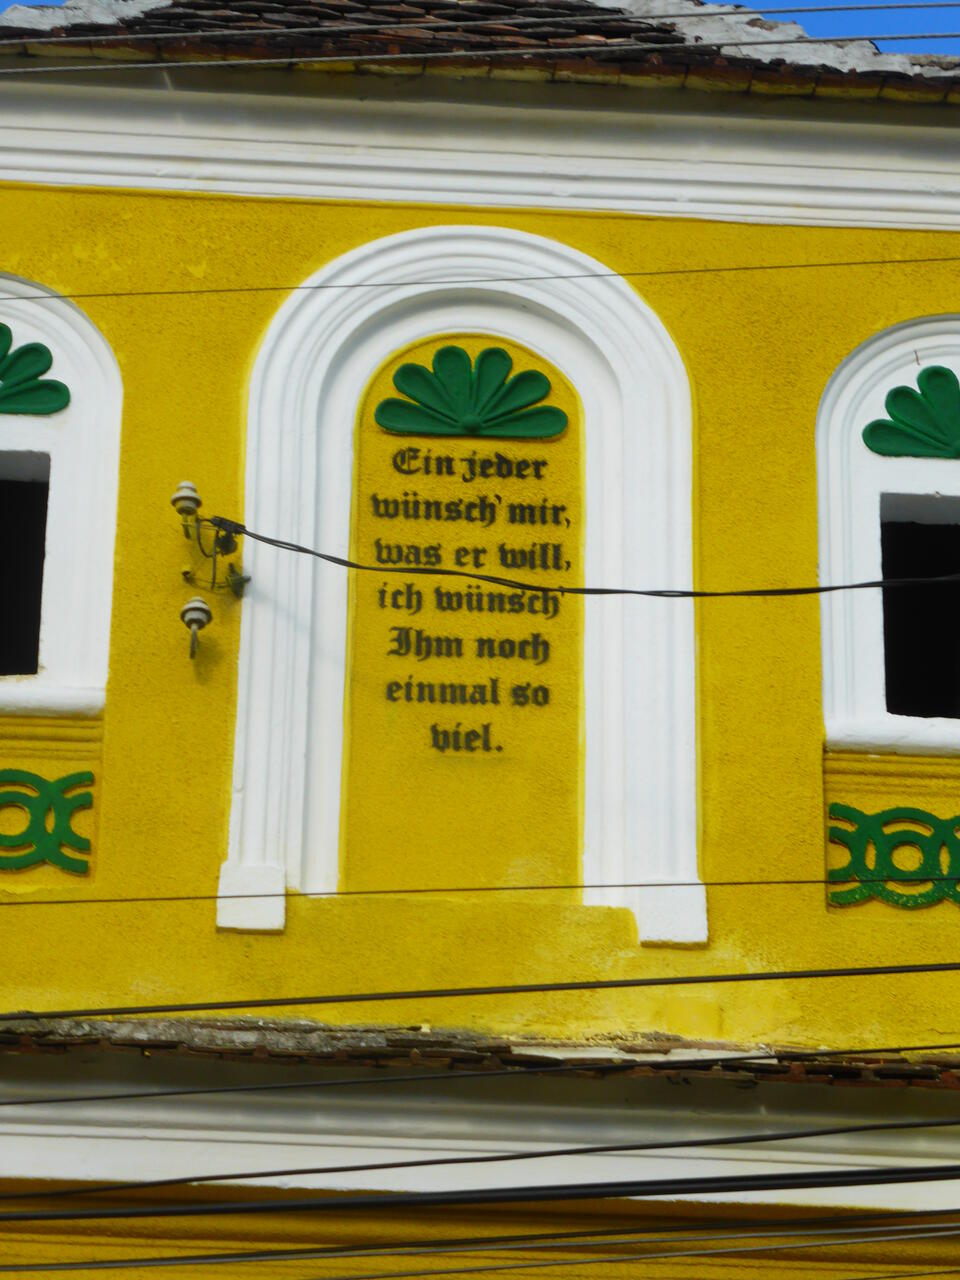 Ein jeder
wünsch' mir,
was er will,
ich wünsch
Ihm noch
einmal so
viel.